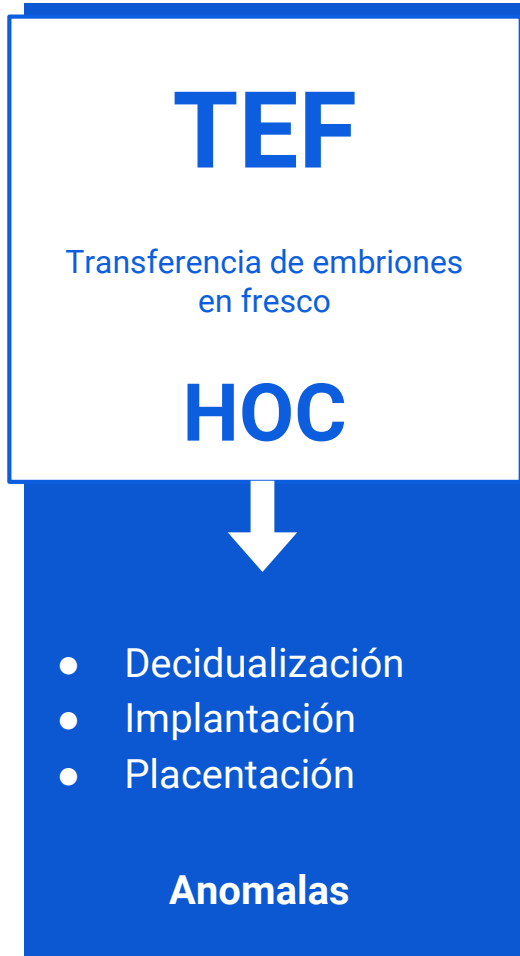 TEF
Transferencia de embriones
en fresco
HOC
● Decidualización
● Implantación
● Placentación
Anomalas